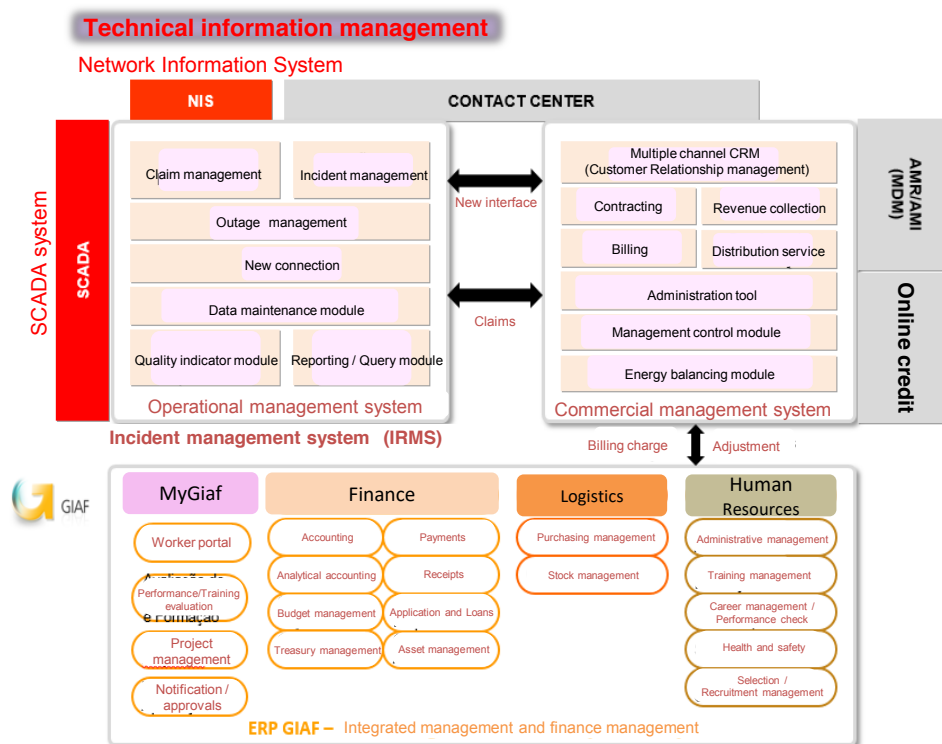 Technical information management
Network Information System
NIS
CONTACT CENTER
SCADA system
SCADA
Claim management
Incident management
Outage management
New connection
Data maintenance module
Quality indicator module
Reporting / Query module
Operational management system
Incident management system (IRMS)
New interface
Claims
Multiple channel CRM
(Customer Relationship management)
Contracting
Revenue collection
Billing
Distribution service
Administration tool
Management control module
Energy balancing module
Commercial management system
AMR/AMI
(MDM)
Online credit
Billing charge
Adjustment
GIAF
MyGiaf
Worker portal
Performance/Training
evaluation
e Formação
Project
management
Notification /
approvals
Finance
Accounting
Payments
Analytical accounting
Receipts
Budget management
Application and Loans
Treasury management
Asset management
Logistics
Purchasing management
Stock management
Human
Resources
Administrative management
Training management
Career management /
Performance check
Health and safety
Selection /
Recruitment management
ERP GIAF – Integrated management and finance management